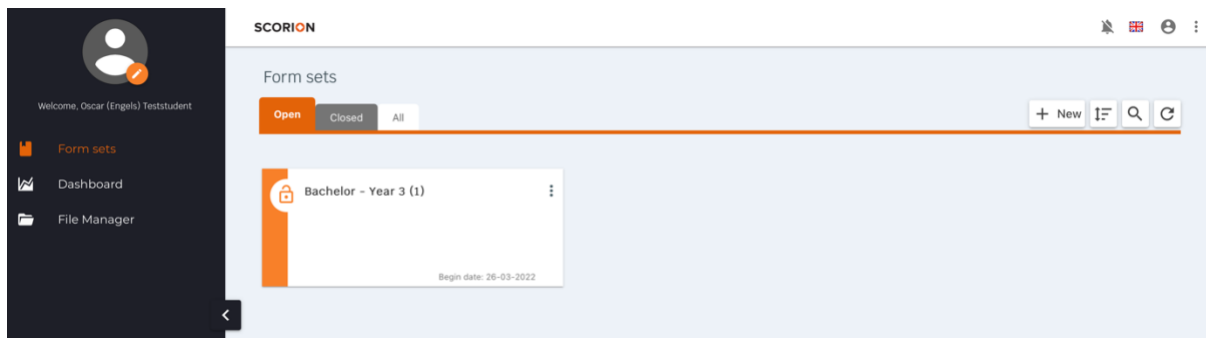 SCORION
Welcome, Oscar (Engels) Teststudent
Form sets
Dashboard
File Manager
Form sets
Open
Closed
All
+ New
Bachelor - Year 3 (1)
Begin date: 26-03-2022